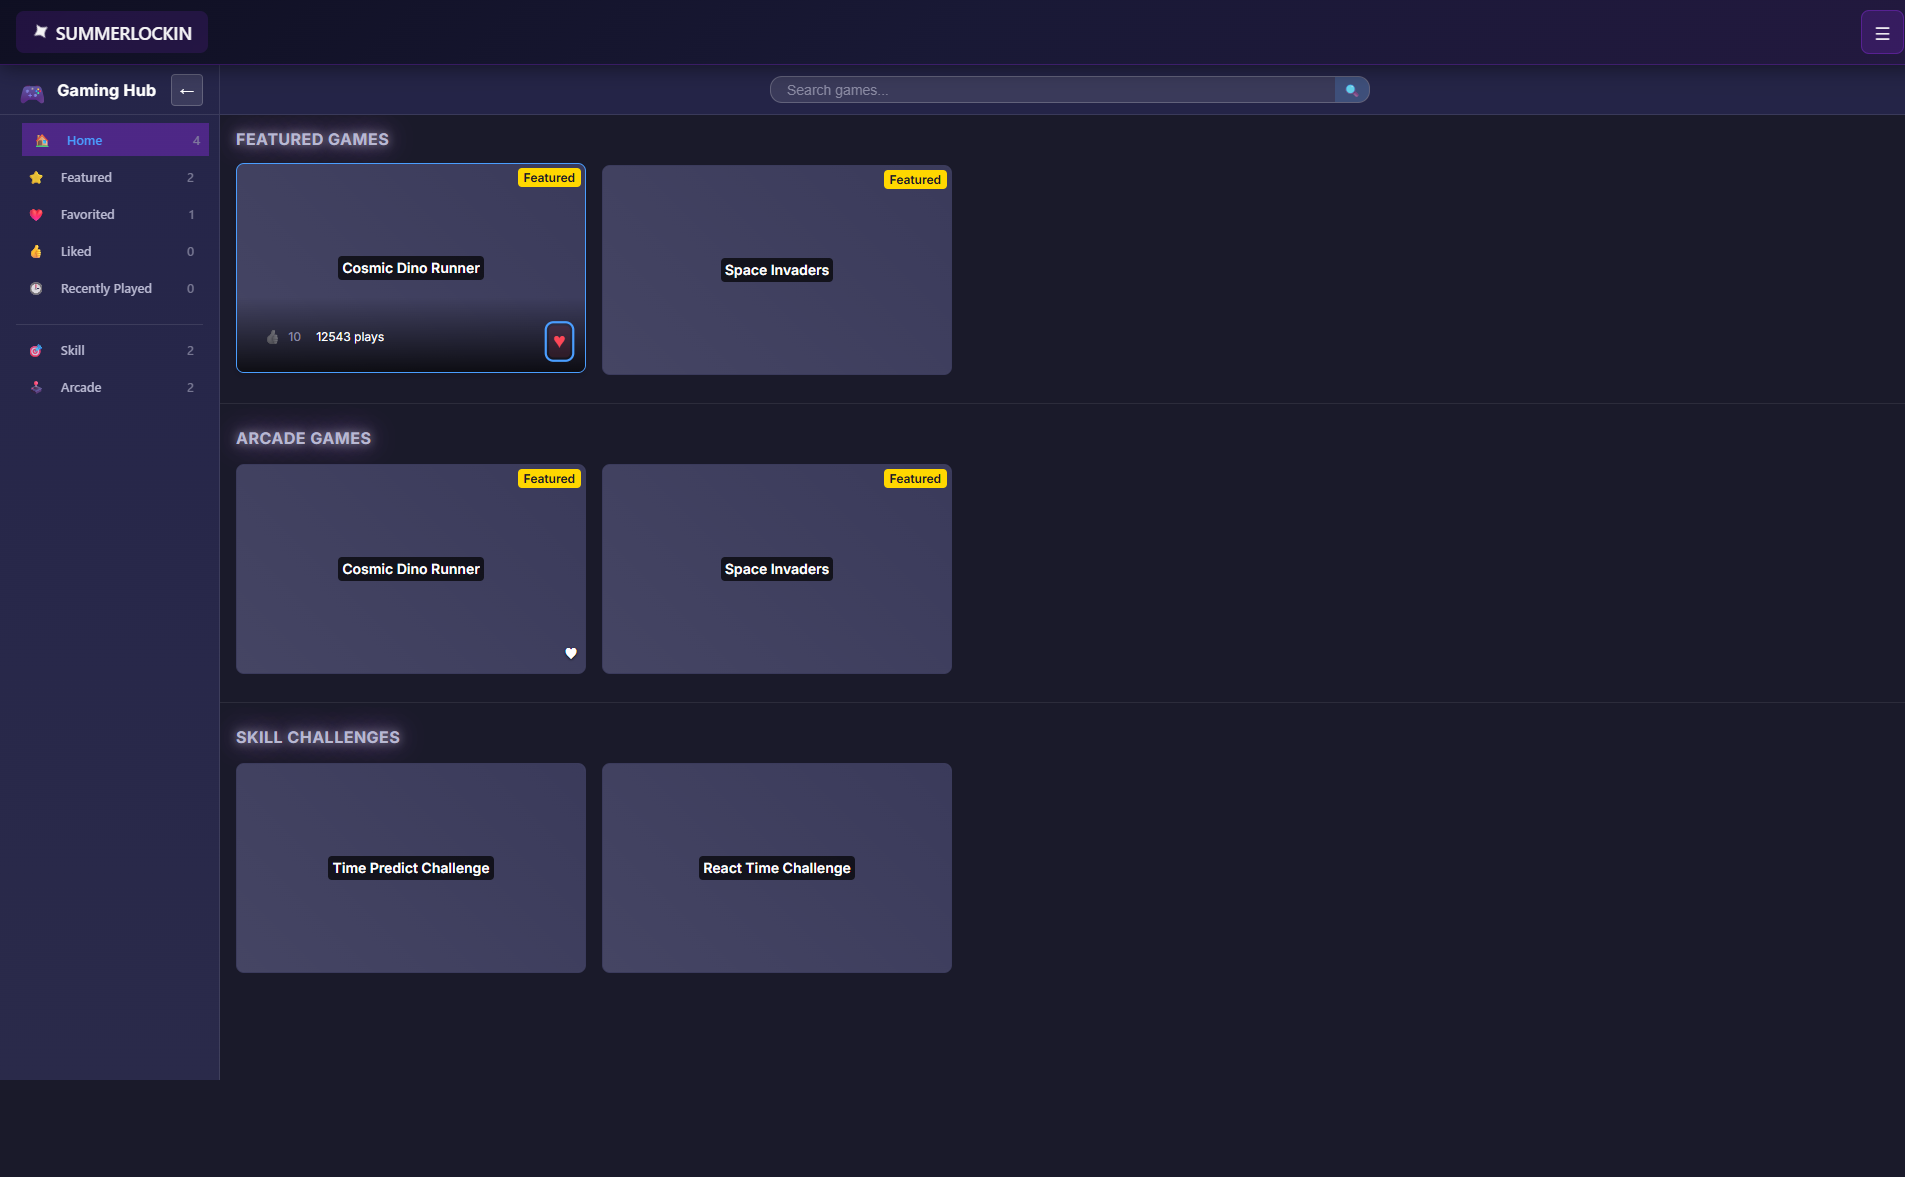 SUMMERLOCKIN
Gaming Hub
Search games...
Home 4
Featured 2
Favorited 1
Liked 0
Recently Played 0
Skill 2
Arcade 2
FEATURED GAMES
Featured
Cosmic Dino Runner
10 12543 plays
Featured
Space Invaders
ARCADE GAMES
Featured
Cosmic Dino Runner
Featured
Space Invaders
SKILL CHALLENGES
Time Predict Challenge
React Time Challenge